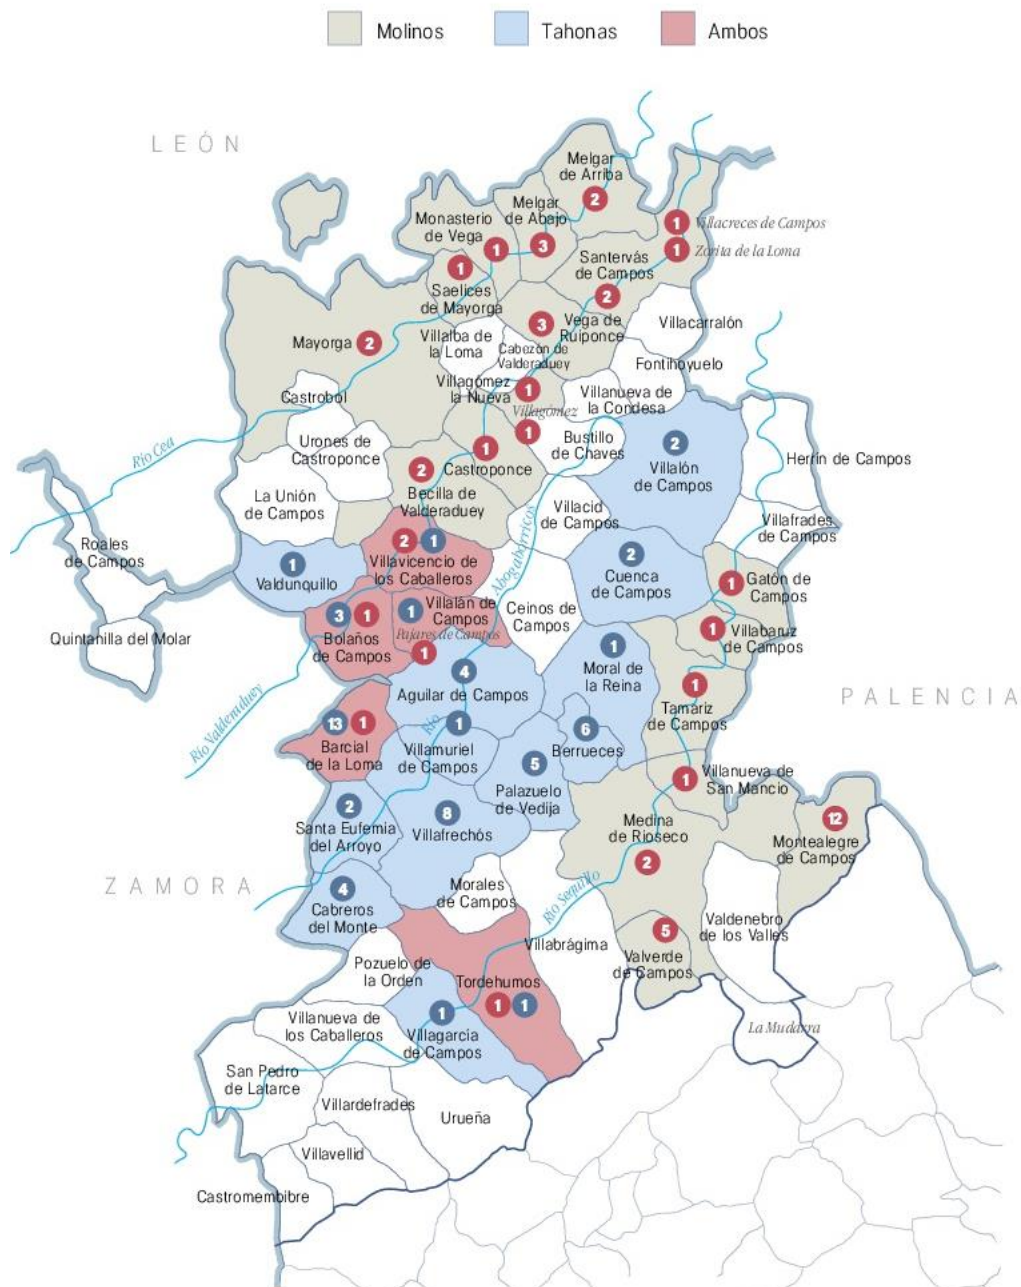 Molinos
Tahonas
Ambos
LEÓN
Melgar
de Arriba
2
Melgar
de Abajo
3
Monasterio
de Vega
1
1
Villacreces de Campos
1
Zorita de la Loma
1
Saelices
de Mayorga
Santervás
de Campos
2
Mayorga
2
3
Vega de
Ruiponce
Villacarralón
Villalba de
la Loma
Cabezón de
Valderaduey
Fontihoyuelo
Villagómez
la Nueva
1
Castrobol
Villagómez
1
Villanueva de
la Condesa
Río Cea
Urones de
Castroponce
1
Castroponce
Bustillo
de Chaves
2
Villalón
de Campos
Herrín de Campos
2
Becilla de
Valderaduey
La Unión
de Campos
Villacid
de Campos
Villafrades
de Campos
Abogabarricos
Roales
de Campos
2
1
Villavicencio de
los Caballeros
1
Valdunquillo
2
Cuenca
de Campos
1
Gatón de
Campos
3
1
Bolaños
de Campos
1
Villalán de
Campos
Pajares de Campos
1
Ceinos de
Campos
1
Villabaruz
de Campos
Quintanilla del Molar
1
Moral de
la Reina
4
Aguilar de Campos
1
Tamariz
de Campos
PALENCIA
Río Valderaduey
13
1
Barcial
de la Loma
Río
1
Villamuriel
de Campos
6
Berrueces
5
Palazuelo
de Vedija
1
Villanueva de
San Mancio
2
Santa Eufemia
del Arroyo
8
Villafrechós
Medina
de Rioseco
2
12
Montealegre
de Campos
ZAMORA
4
Cabreros
del Monte
Morales
de Campos
Río Sequillo
Villabrágima
5
Valverde
de Campos
Valdenebro
de los Valles
Pozuelo de
la Orden
Tordehumos
1
1
1
Villagarcía
de Campos
Villanueva de
los Caballeros
La Mudarra
San Pedro
de Latarce
Villardefrades
Urueña
Villavellid
Castromembibre